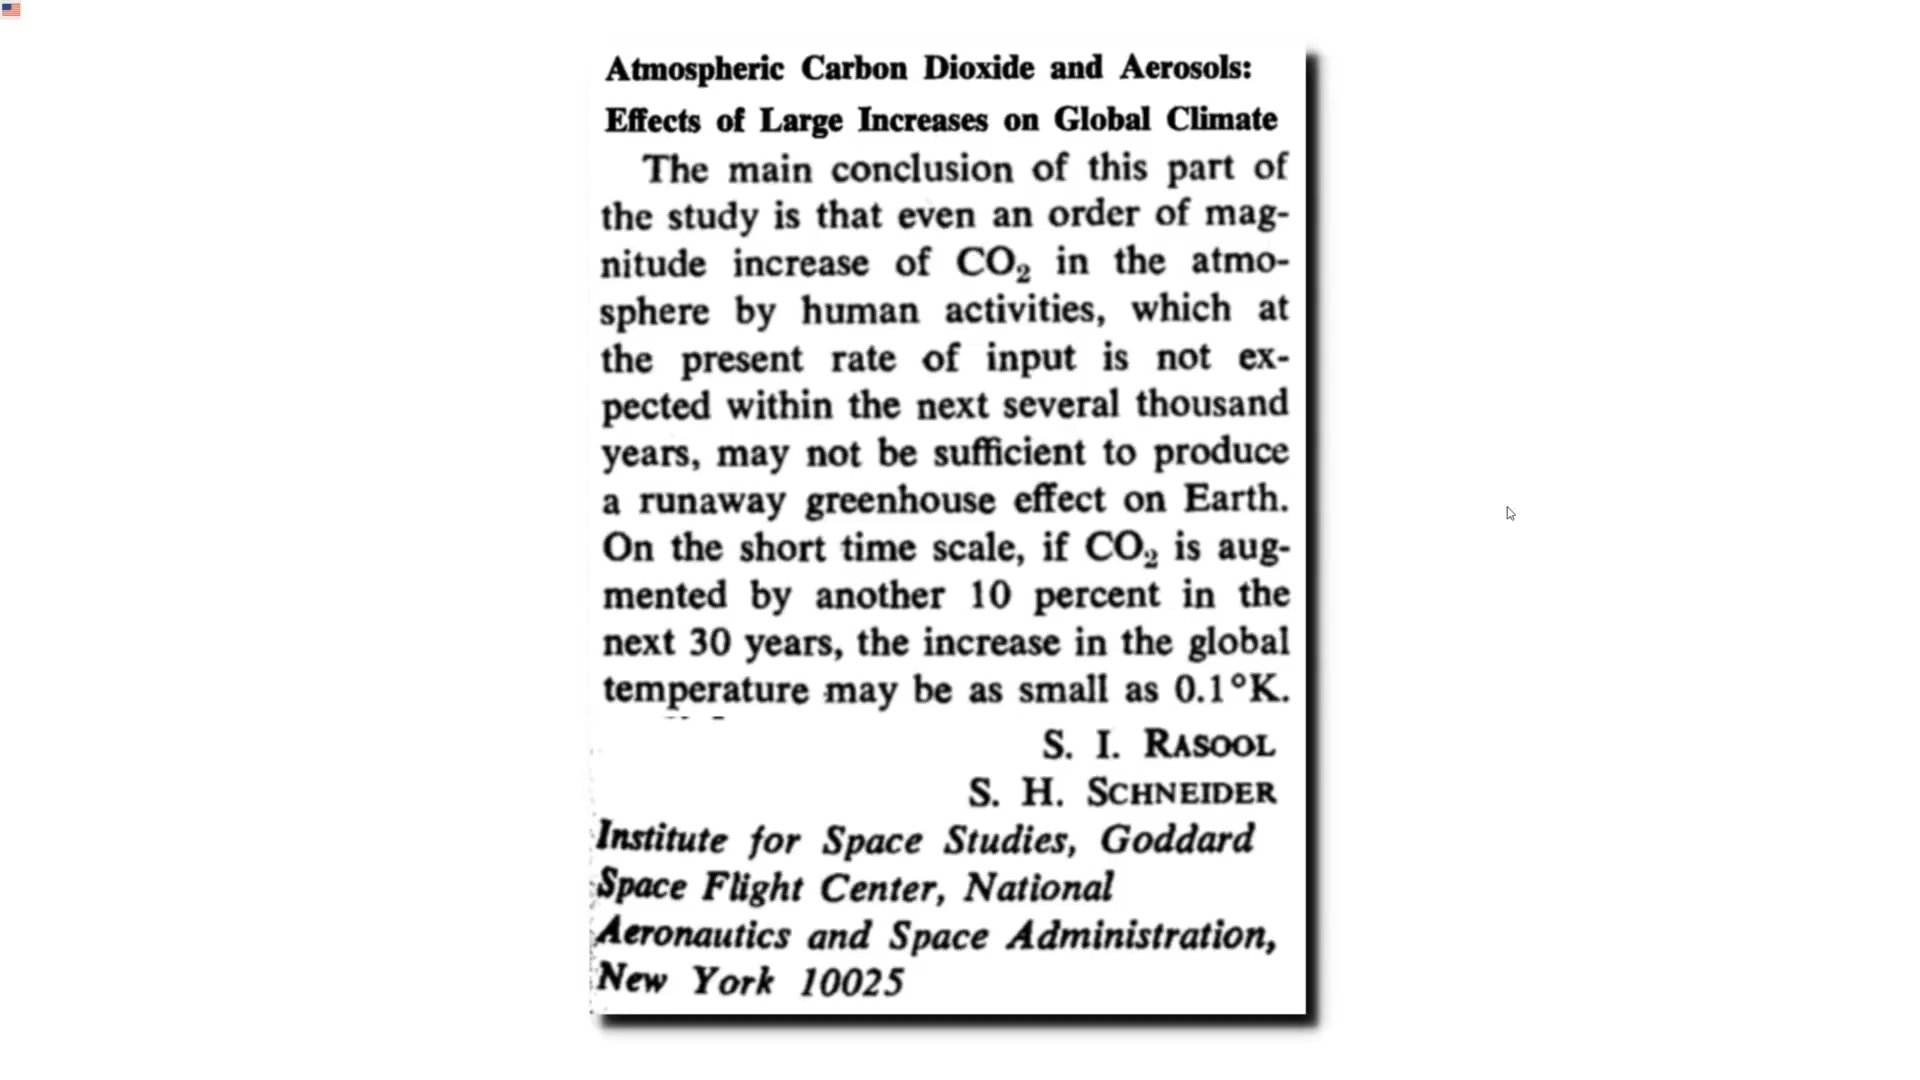 Atmospheric Carbon Dioxide and Aerosols:
Effects of Large Increases on Global Climate
The main conclusion of this part of
the study is that even an order of mag-
nitude increase of CO₂ in the atmo-
sphere by human activities, which at
the present rate of input is not ex-
pected within the next several thousand
years, may not be sufficient to produce
a runaway greenhouse effect on Earth.
On the short time scale, if CO₂ is aug-
mented by another 10 percent in the
next 30 years, the increase in the global
temperature may be as small as 0.1°K.
S. I. RASOOL
S. H. SCHNEIDER
Institute for Space Studies, Goddard
Space Flight Center, National
Aeronautics and Space Administration,
New York 10025